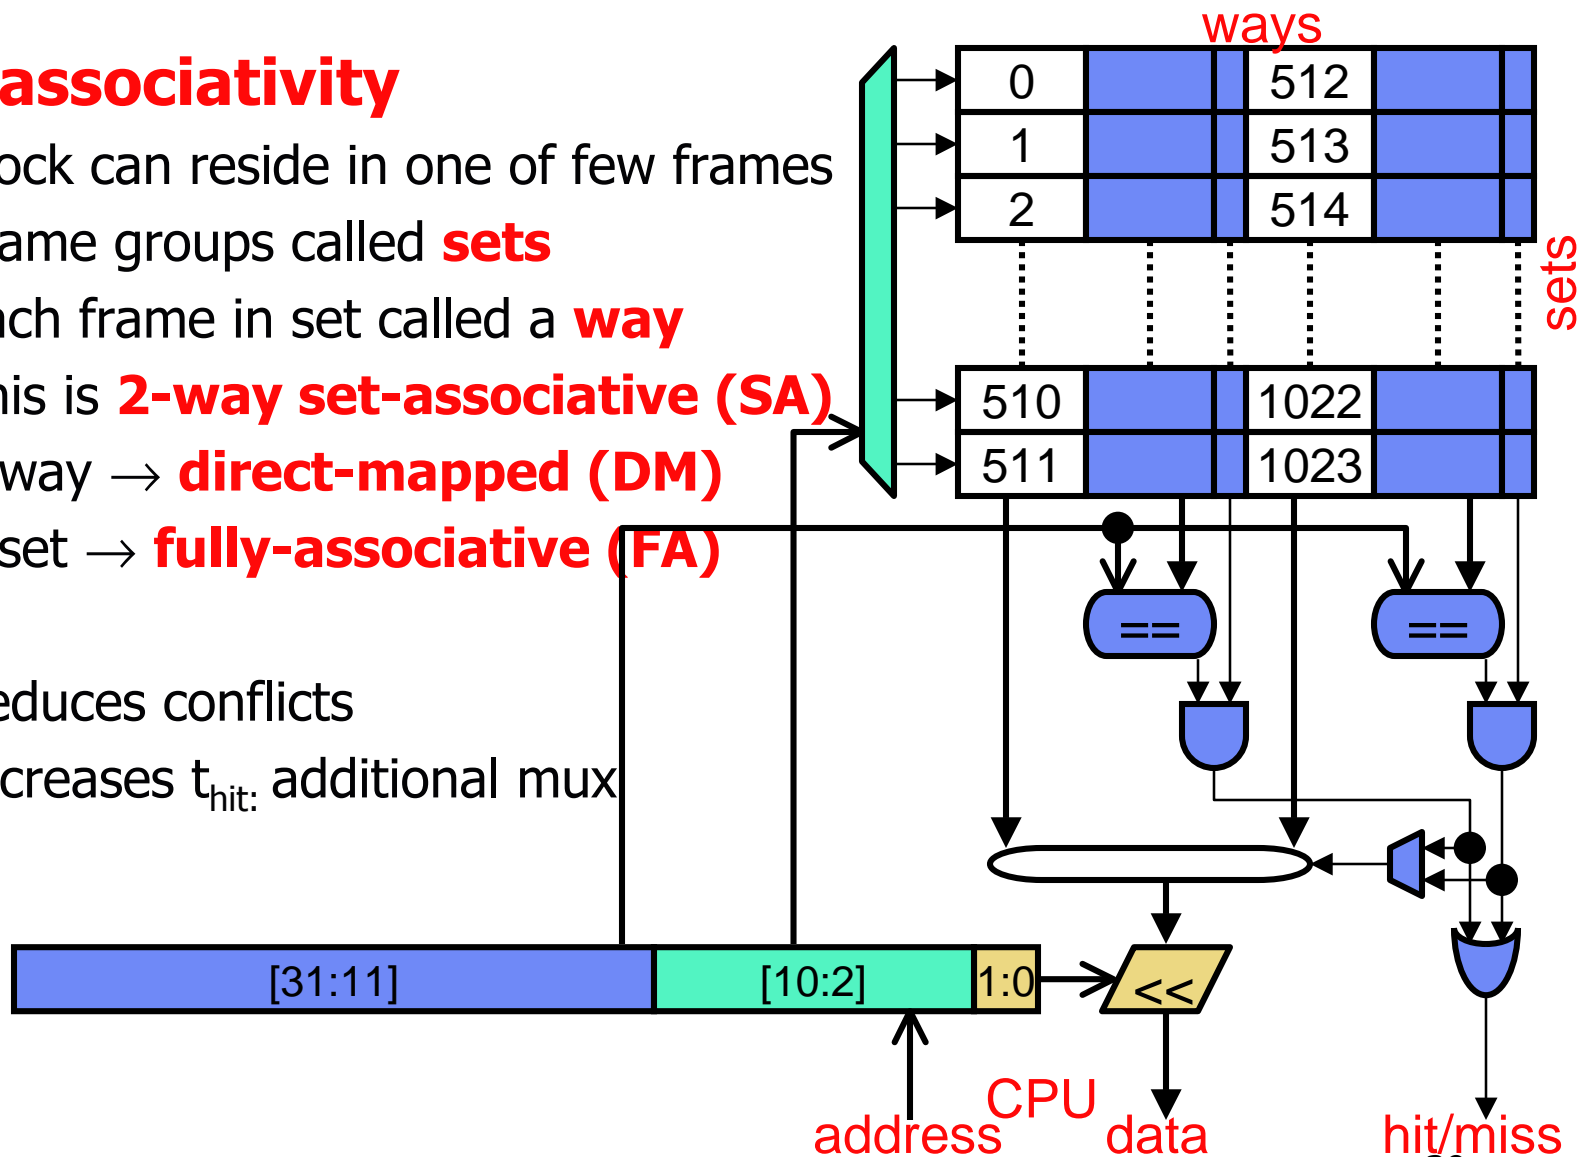 associativity
ock can reside in one of few frames
ame groups called sets
ach frame in set called a way
his is 2-way set-associative (SA)
way → direct-mapped (DM)
set → fully-associative (FA)
educes conflicts
creases thit: additional mux
ways
0 512
1 513
2 514
sets
510 1022
511 1023
== ==
[31:11] [10:2] 1:0 <<
CPU
address data hit/miss